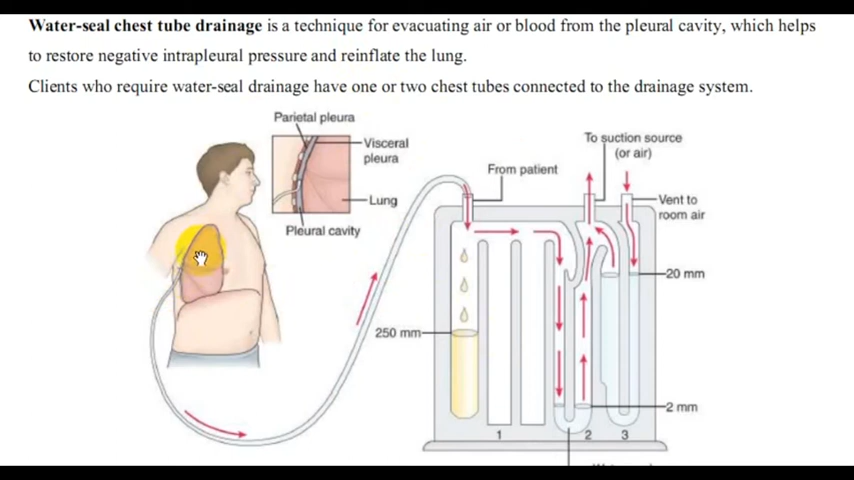 Water-seal chest tube drainage is a technique for evacuating air or blood from the pleural cavity, which helps
to restore negative intrapleural pressure and reinflate the lung.
Clients who require water-seal drainage have one or two chest tubes connected to the drainage system.
Parietal pleura
Visceral
pleura
Lung
Pleural cavity
From patient
To suction source
(or air)
Vent to
room air
20 mm
250 mm
2 mm
1
2
3